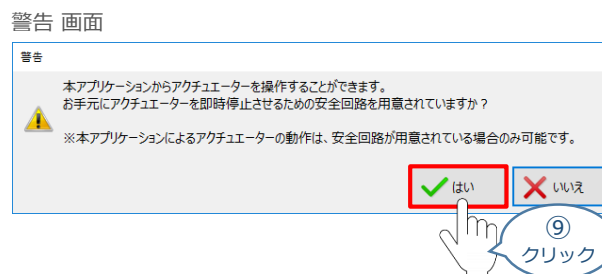 警告 画面
警告
本アプリケーションからアクチュエーターを操作することができます。
お手元にアクチュエーターを即時停止させるための安全回路を用意されていますか？
※本アプリケーションによるアクチュエーターの動作は、安全回路が用意されている場合のみ可能です。
はい
いいえ
⑨
クリック